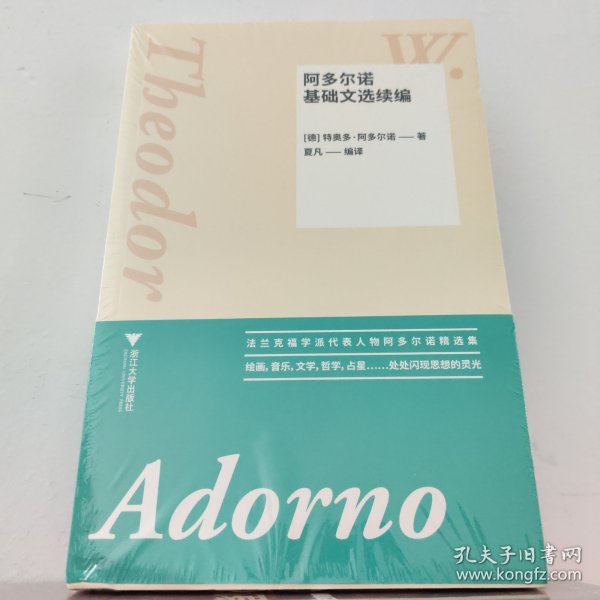 Theodor
W.
阿多尔诺
基础文选续编
[德] 特奥多·阿多尔诺 —— 著
夏凡 —— 编译
浙江大学出版社
ZHEJIANG UNIVERSITY PRESS
法兰克福学派代表人物阿多尔诺精选集
绘画,音乐,文学,哲学,占星……处处闪现思想的灵光
Adorno
孔夫子旧书网
www.kongfz.com